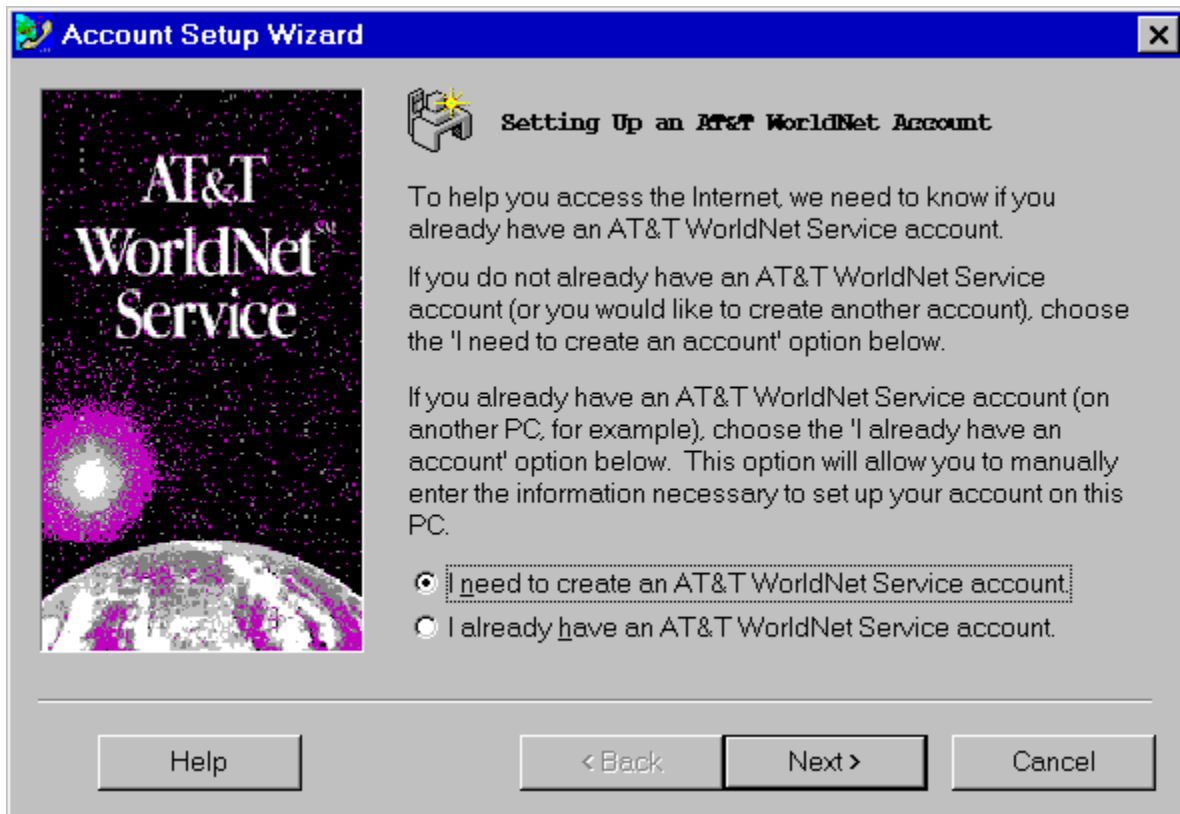 Account Setup Wizard
AT&T
WorldNet℠
Service
Setting Up an AT&T WorldNet Account
To help you access the Internet, we need to know if you
already have an AT&T WorldNet Service account.
If you do not already have an AT&T WorldNet Service
account (or you would like to create another account), choose
the 'I need to create an account' option below.
If you already have an AT&T WorldNet Service account (on
another PC, for example), choose the 'I already have an
account' option below.  This option will allow you to manually
enter the information necessary to set up your account on this
PC.
I need to create an AT&T WorldNet Service account.
I already have an AT&T WorldNet Service account.
Help
< Back
Next >
Cancel